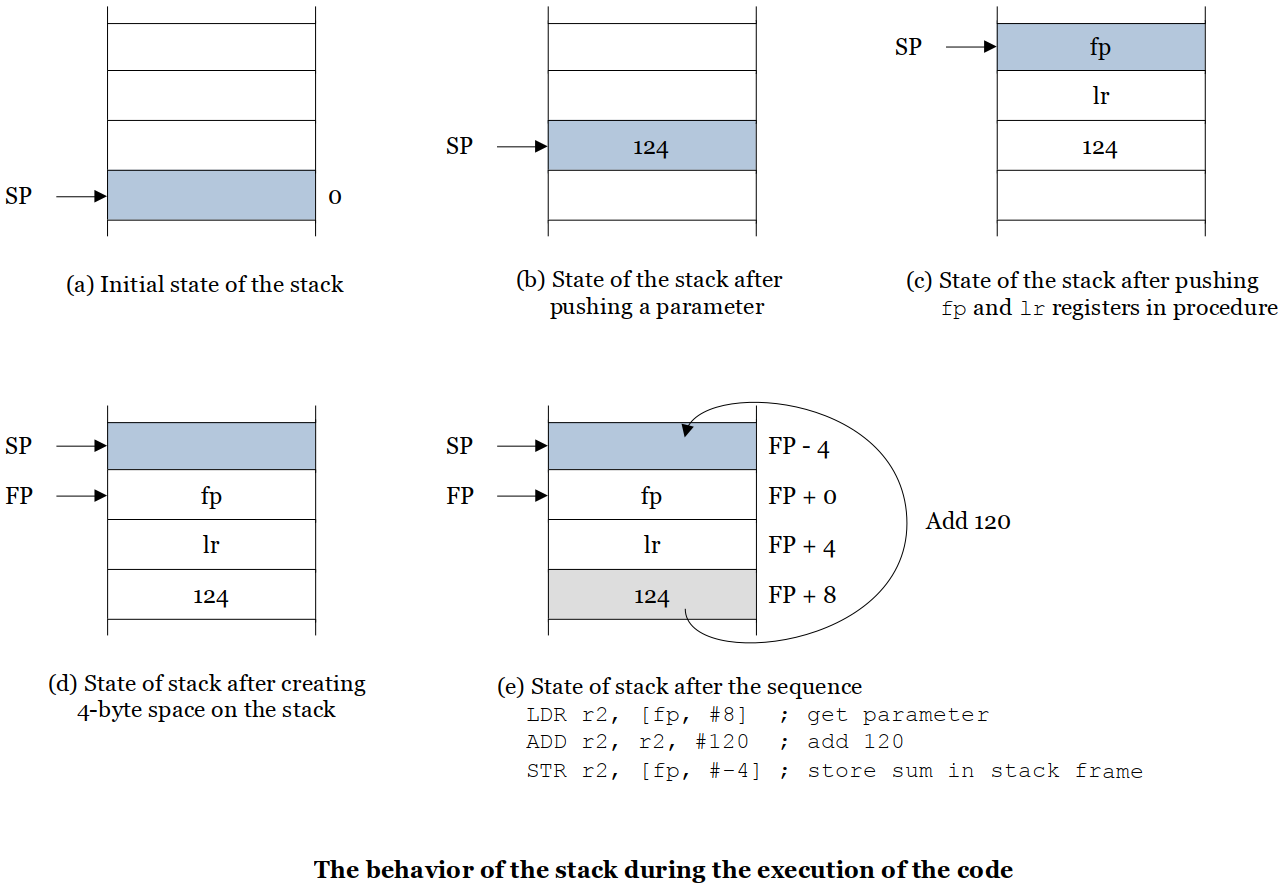 SP
0
(a) Initial state of the stack
SP
124
(b) State of the stack after
pushing a parameter
SP
fp
lr
124
(c) State of the stack after pushing
fp and lr registers in procedure
SP
FP
fp
lr
124
(d) State of stack after creating
4-byte space on the stack
SP
FP
fp
lr
124
FP - 4
FP + 0
FP + 4
FP + 8
Add 120
(e) State of stack after the sequence
LDR r2, [fp, #8] ; get parameter
ADD r2, r2, #120 ; add 120
STR r2, [fp, #-4] ; store sum in stack frame
The behavior of the stack during the execution of the code